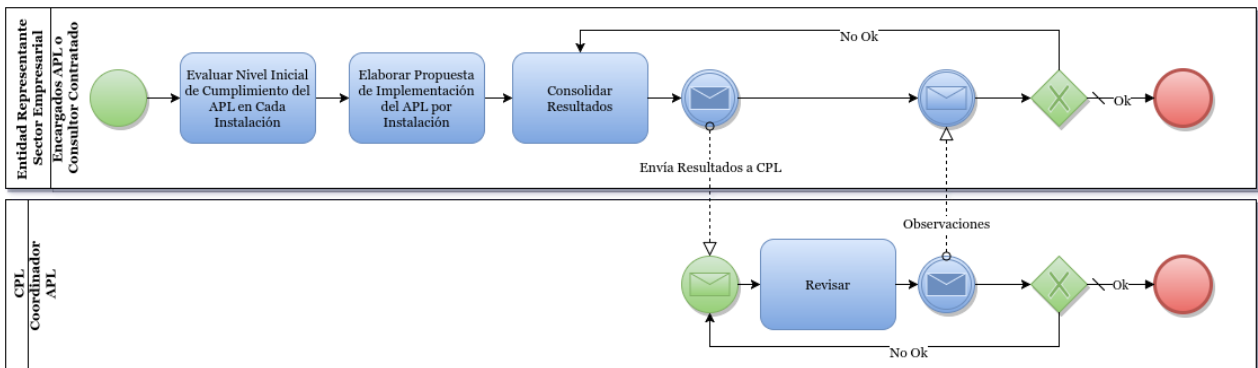 Entidad Representante
Sector Empresarial
Encargados APL o
Consultor Contratado
Evaluar Nivel Inicial
de Cumplimiento del
APL en Cada
Instalación
Elaborar Propuesta
de Implementación
del APL por
Instalación
Consolidar
Resultados
No Ok
Ok
Envía Resultados a CPL
CPL
Coordinador
APL
Revisar
Observaciones
Ok
No Ok